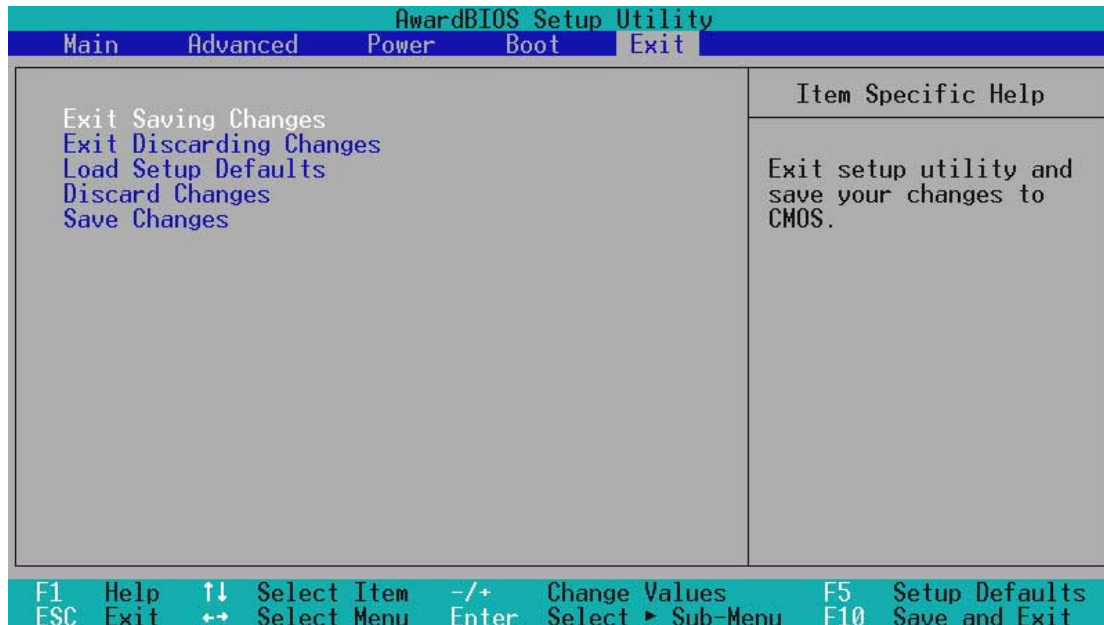 AwardBIOS Setup Utility
Main Advanced Power Boot Exit
Item Specific Help
Exit Saving Changes
Exit Discarding Changes
Load Setup Defaults
Discard Changes
Save Changes
Exit setup utility and
save your changes to
CMOS.
F1 Help ↑↓ Select Item -/+ Change Values F5 Setup Defaults
ESC Exit ←→ Select Menu Enter Select ► Sub-Menu F10 Save and Exit